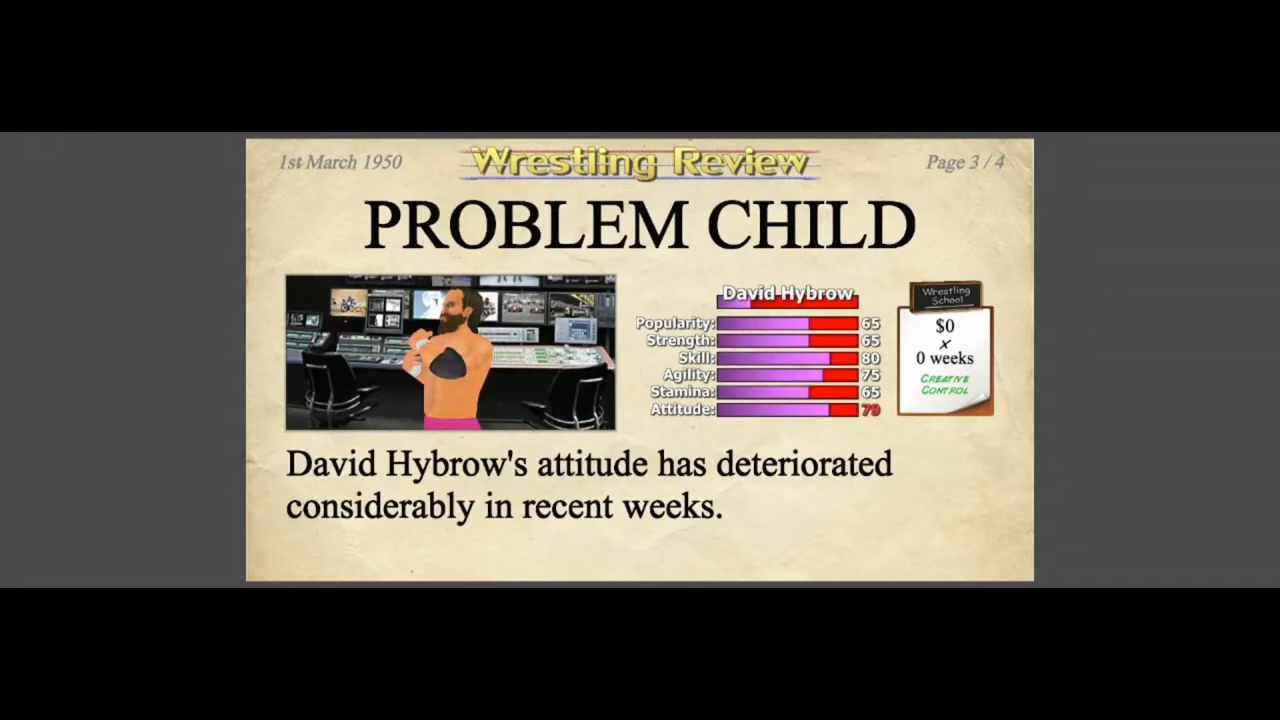 1st March 1950
Wrestling Review
Page 3 / 4
PROBLEM CHILD
David Hybrow
Popularity: 65
Strength: 65
Skill: 80
Agility: 75
Stamina: 65
Attitude: 79
Wrestling
School
$0
x
0 weeks
CREATIVE
CONTROL
David Hybrow's attitude has deteriorated
considerably in recent weeks.